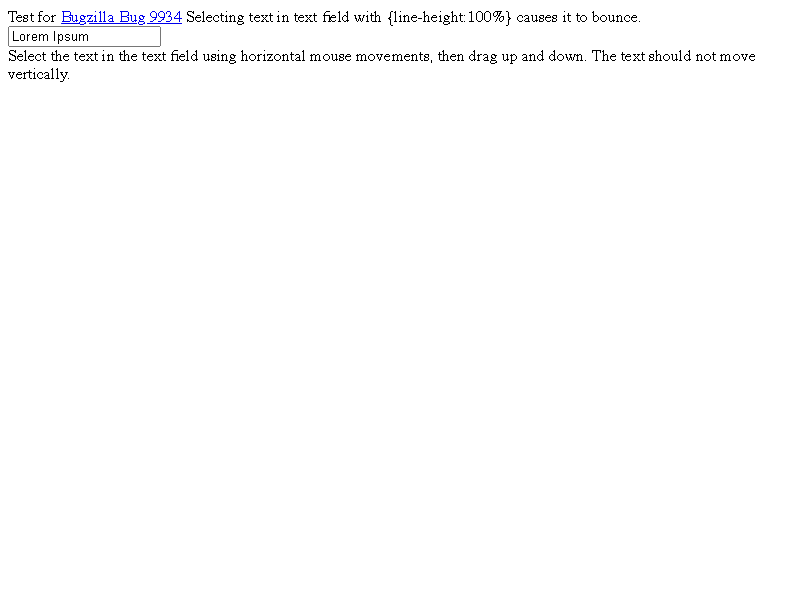 Test for Bugzilla Bug 9934 Selecting text in text field with {line-height:100%} causes it to bounce.
Lorem Ipsum
Select the text in the text field using horizontal mouse movements, then drag up and down. The text should not move
vertically.